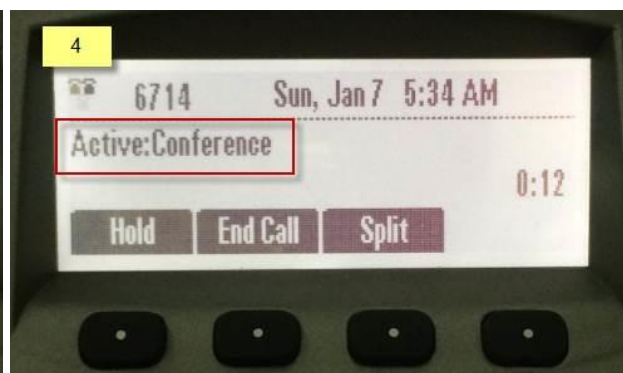 4
6714 Sun, Jan 7 5:34 AM
Active:Conference
0:12
Hold End Call Split